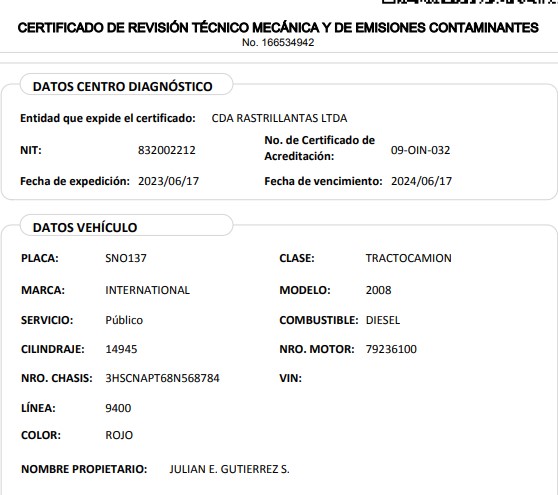 CERTIFICADO DE REVISIÓN TÉCNICO MECÁNICA Y DE EMISIONES CONTAMINANTES
No. 166534942
DATOS CENTRO DIAGNÓSTICO
Entidad que expide el certificado: CDA RASTRILLANTAS LTDA
NIT: 832002212 No. de Certificado de Acreditación: 09-OIN-032
Fecha de expedición: 2023/06/17 Fecha de vencimiento: 2024/06/17
DATOS VEHÍCULO
PLACA: SNO137 CLASE: TRACTOCAMION
MARCA: INTERNATIONAL MODELO: 2008
SERVICIO: Público COMBUSTIBLE: DIESEL
CILINDRAJE: 14945 NRO. MOTOR: 79236100
NRO. CHASIS: 3HSCNAPT68N568784 VIN:
LÍNEA: 9400
COLOR: ROJO
NOMBRE PROPIETARIO: JULIAN E. GUTIERREZ S.